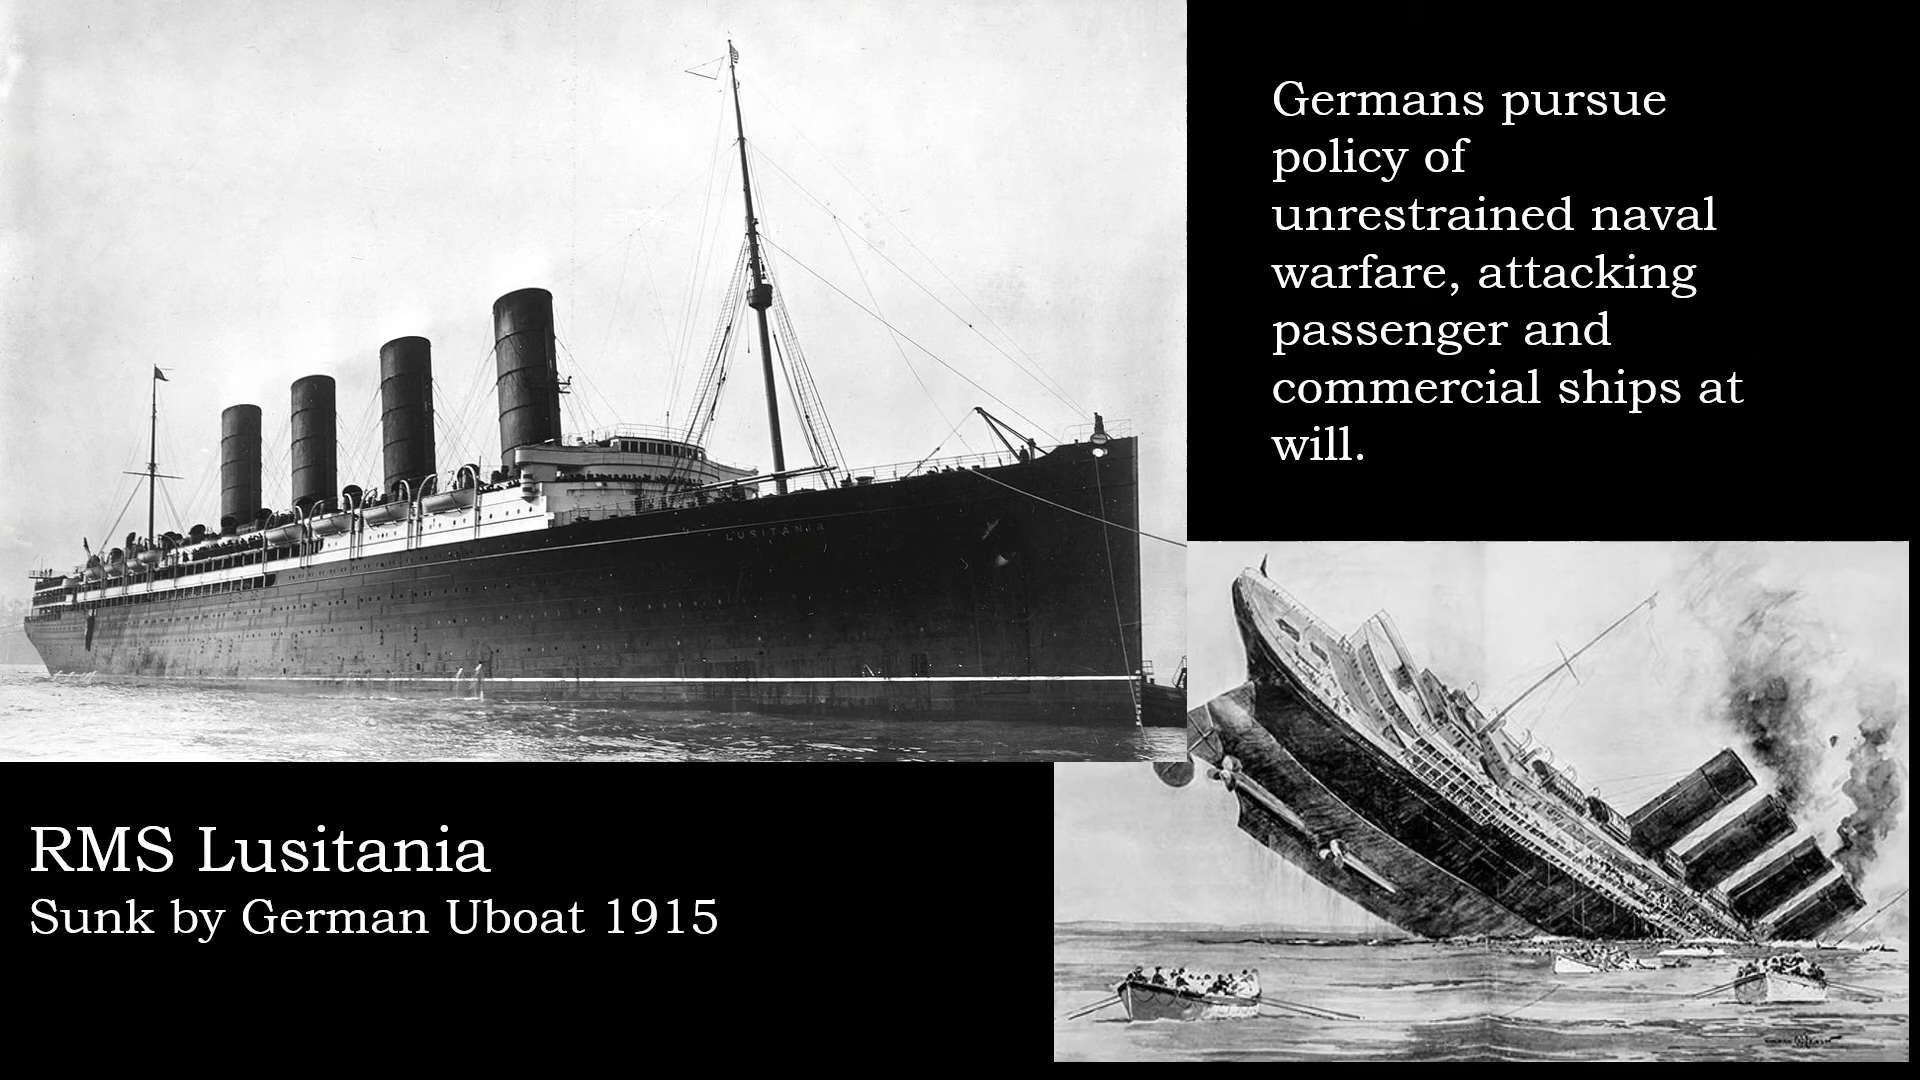 Germans pursue
policy of
unrestrained naval
warfare, attacking
passenger and
commercial ships at
will.
LUSITANIA
RMS Lusitania
Sunk by German Uboat 1915